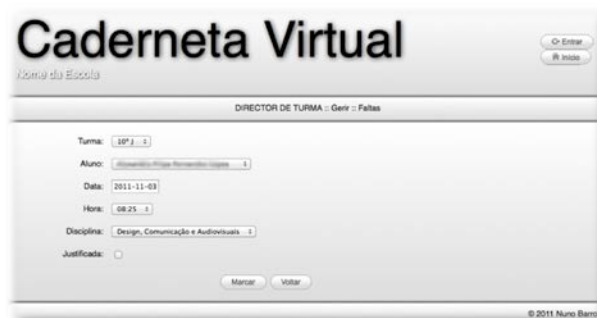 Caderneta Virtual
Nome da Escola
Entrar
Início
DIRECTOR DE TURMA :: Gerir :: Faltas
Turma: 10º J
Aluno:
Data: 2011-11-03
Hora: 08:25
Disciplina: Design, Comunicação e Audiovisuais
Justificada:
Marcar Voltar
© 2011 Nuno Barro